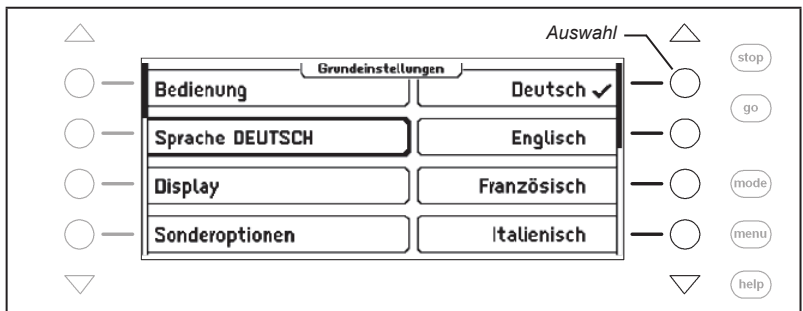 Auswahl
stop
Grundeinstellungen
Bedienung
Deutsch ✓
go
Sprache DEUTSCH
Englisch
Display
Französisch
mode
Sonderoptionen
Italienisch
menu
help